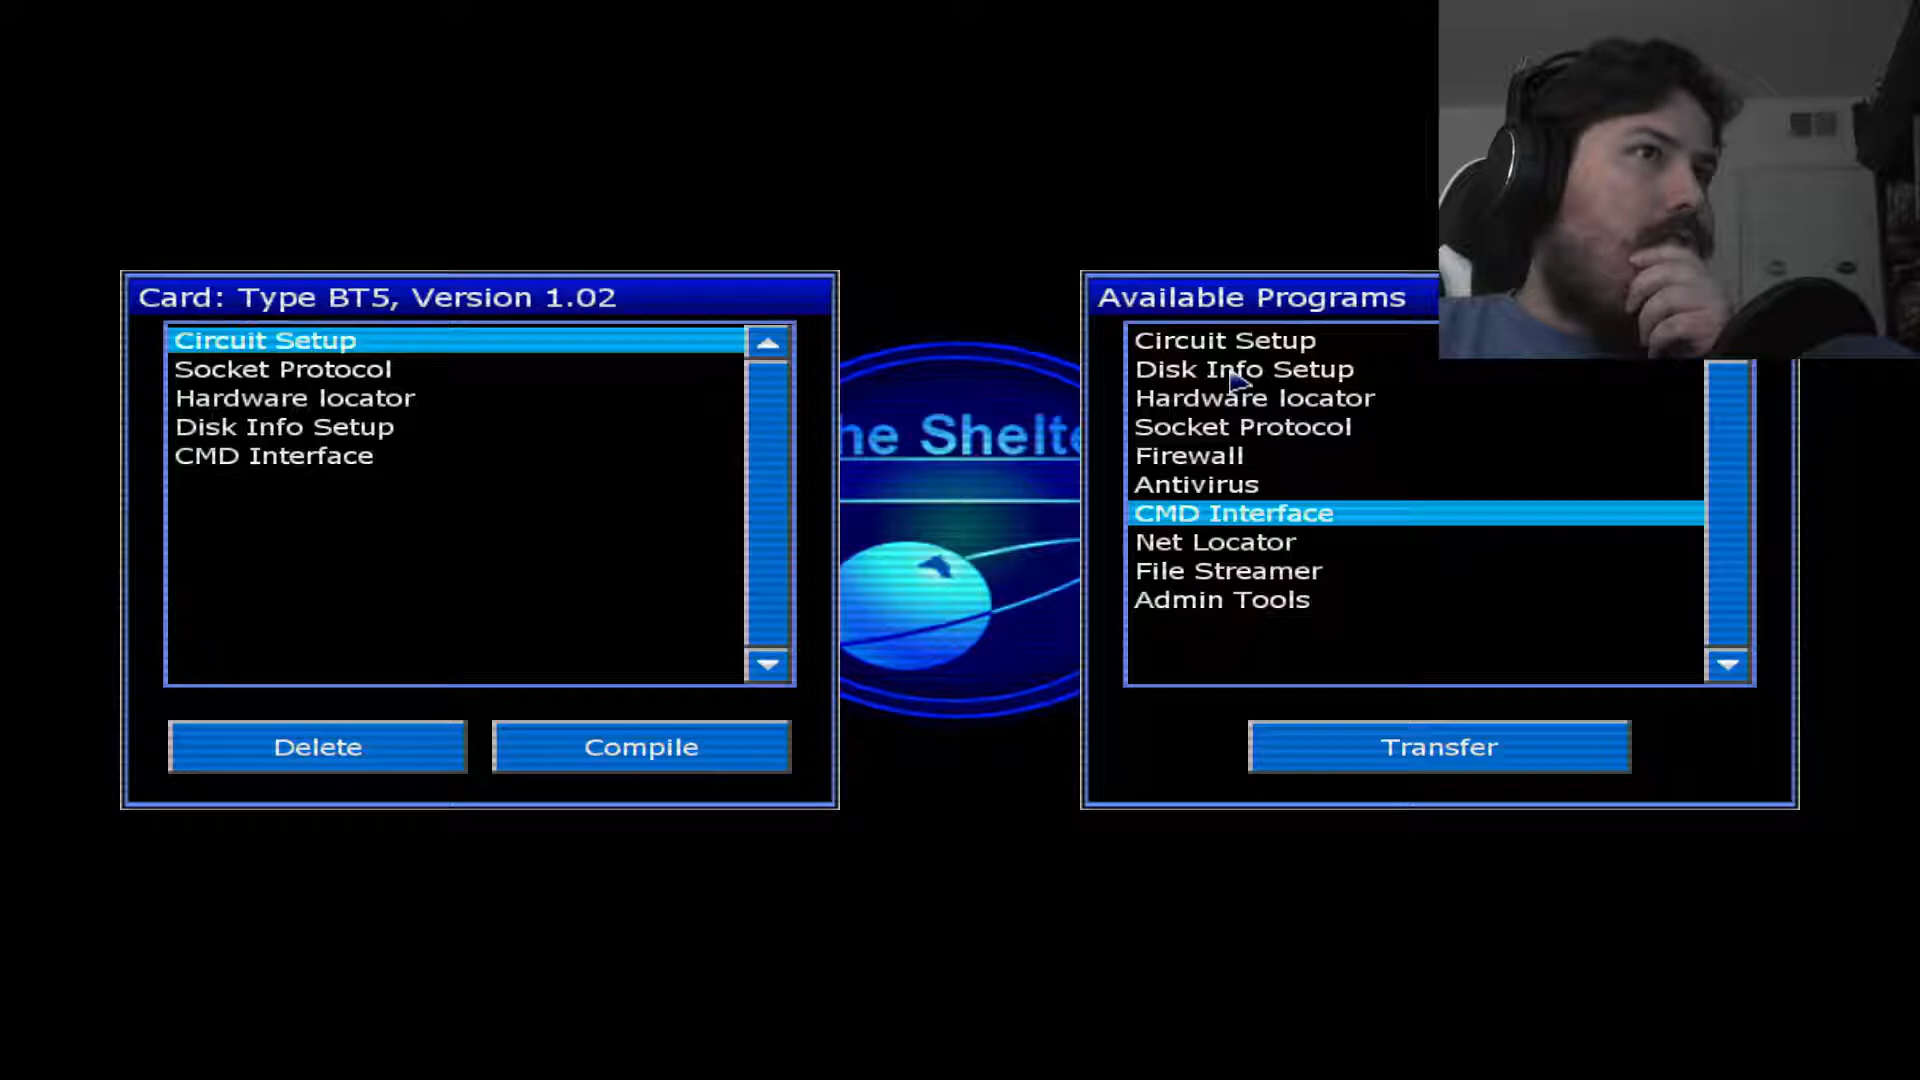 Card: Type BT5, Version 1.02
Circuit Setup
Socket Protocol
Hardware locator
Disk Info Setup
CMD Interface
Delete
Compile
he Shelte
Available Programs
Circuit Setup
Disk Info Setup
Hardware locator
Socket Protocol
Firewall
Antivirus
CMD Interface
Net Locator
File Streamer
Admin Tools
Transfer